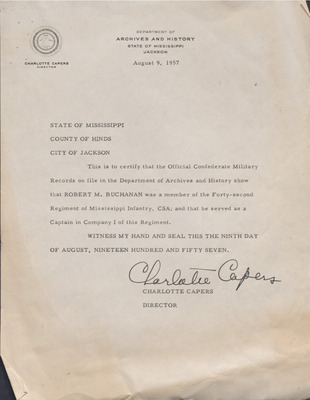 DEPARTMENT OF
ARCHIVES AND HISTORY
STATE OF MISSISSIPPI
JACKSON
CHARLOTTE CAPERS
DIRECTOR
August 9, 1957
STATE OF MISSISSIPPI
COUNTY OF HINDS
CITY OF JACKSON
This is to certify that the Official Confederate Military
Records on file in the Department of Archives and History show
that ROBERT M. BUCHANAN was a member of the Forty-second
Regiment of Mississippi Infantry, CSA; and that he served as a
Captain in Company I of this Regiment.
WITNESS MY HAND AND SEAL THIS THE NINTH DAY
OF AUGUST, NINETEEN HUNDRED AND FIFTY SEVEN.
Charlotte Capers
CHARLOTTE CAPERS
DIRECTOR